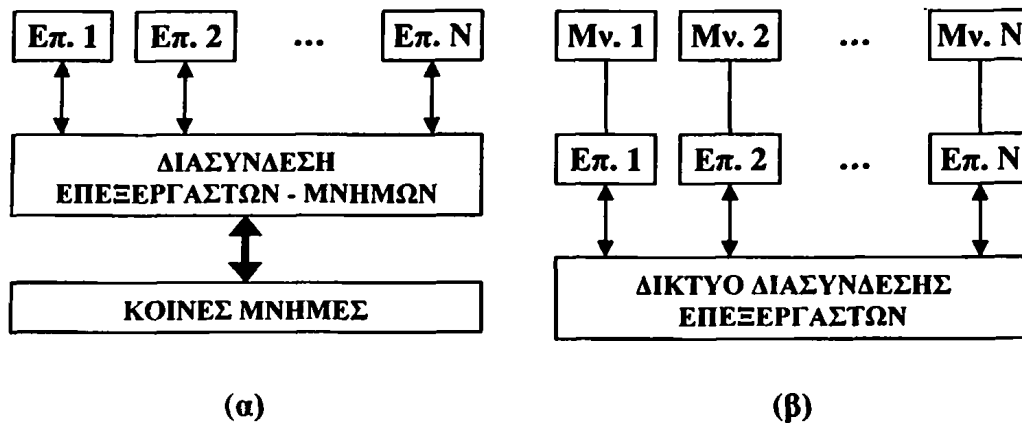 Επ. 1 Επ. 2 ... Επ. Ν
ΔΙΑΣΥΝΔΕΣΗ
ΕΠΕΞΕΡΓΑΣΤΩΝ - ΜΝΗΜΩΝ
ΚΟΙΝΕΣ ΜΝΗΜΕΣ
(α)
Μν. 1 Μν. 2 ... Μν. Ν
Επ. 1 Επ. 2 ... Επ. Ν
ΔΙΚΤΥΟ ΔΙΑΣΥΝΔΕΣΗΣ
ΕΠΕΞΕΡΓΑΣΤΩΝ
(β)